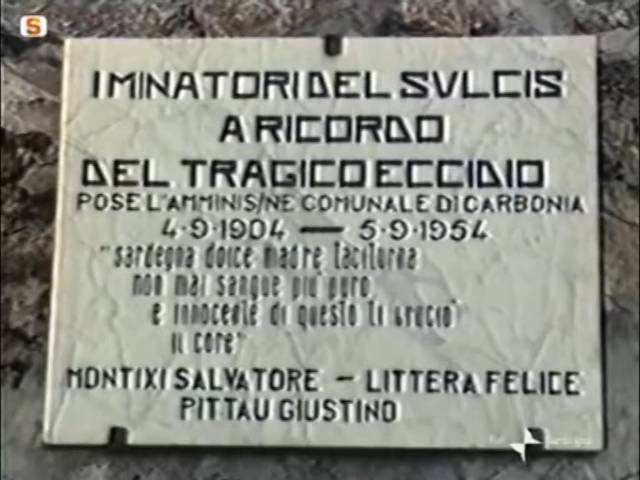 S
I MINATORI DEL SVLCIS
A RICORDO
DEL TRAGICO ECCIDIO
POSE L'AMMINIS/NE COMUNALE DI CARBONIA
4·9·1904 — 5·9·1954
"sardegna dolce madre taciturna
non mai sangue più puro
e innocente di questo ti bruciò
il core"
MONTIXI SALVATORE — LITTERA FELICE
PITTAU GIUSTINO